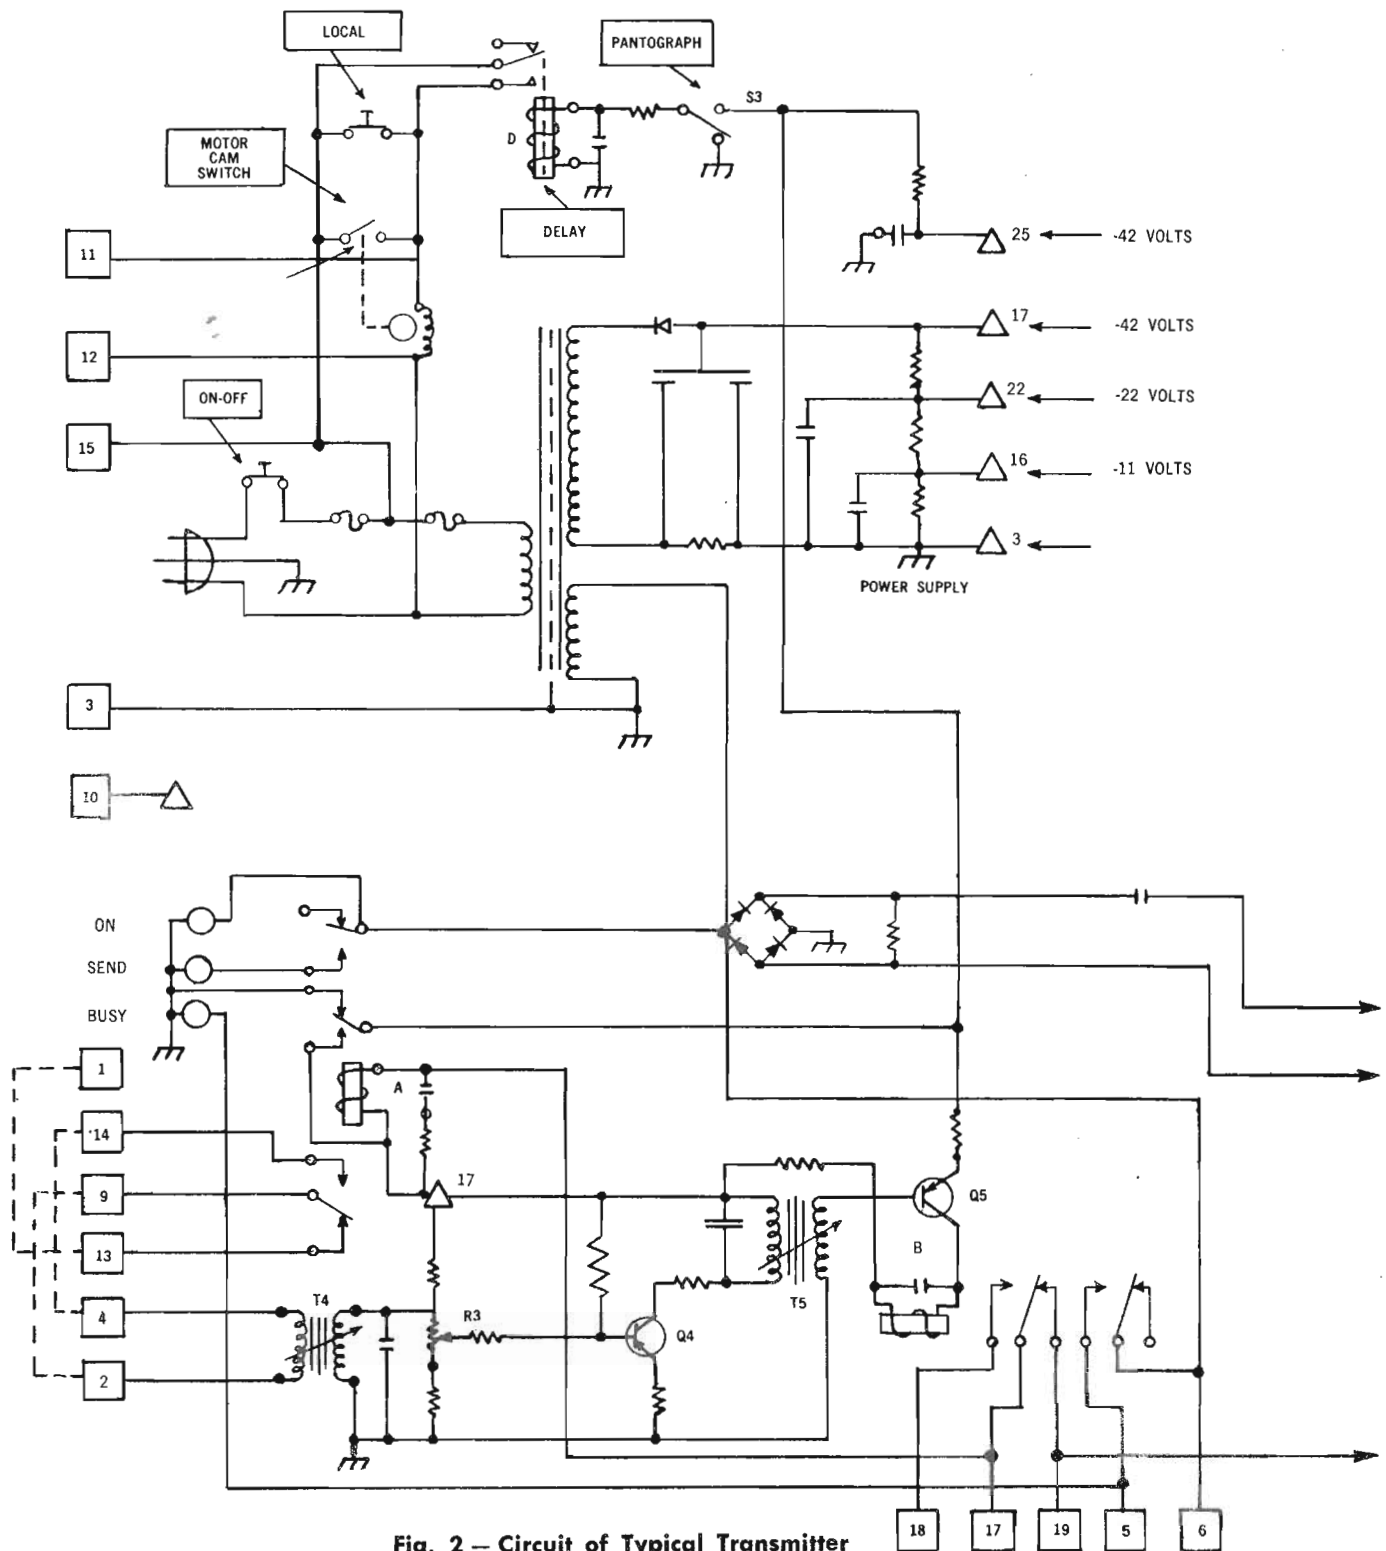 LOCAL
PANTOGRAPH
S3
MOTOR
CAM
SWITCH
D
DELAY
11
25
-42 VOLTS
17
-42 VOLTS
12
22
-22 VOLTS
ON-OFF
15
16
-11 VOLTS
3
POWER SUPPLY
3
10
ON
SEND
BUSY
1
A
14
17
9
Q5
B
13
4
T4
R3
Q4
T5
2
18
17
19
5
6
Fig. 2 — Circuit of Typical Transmitter